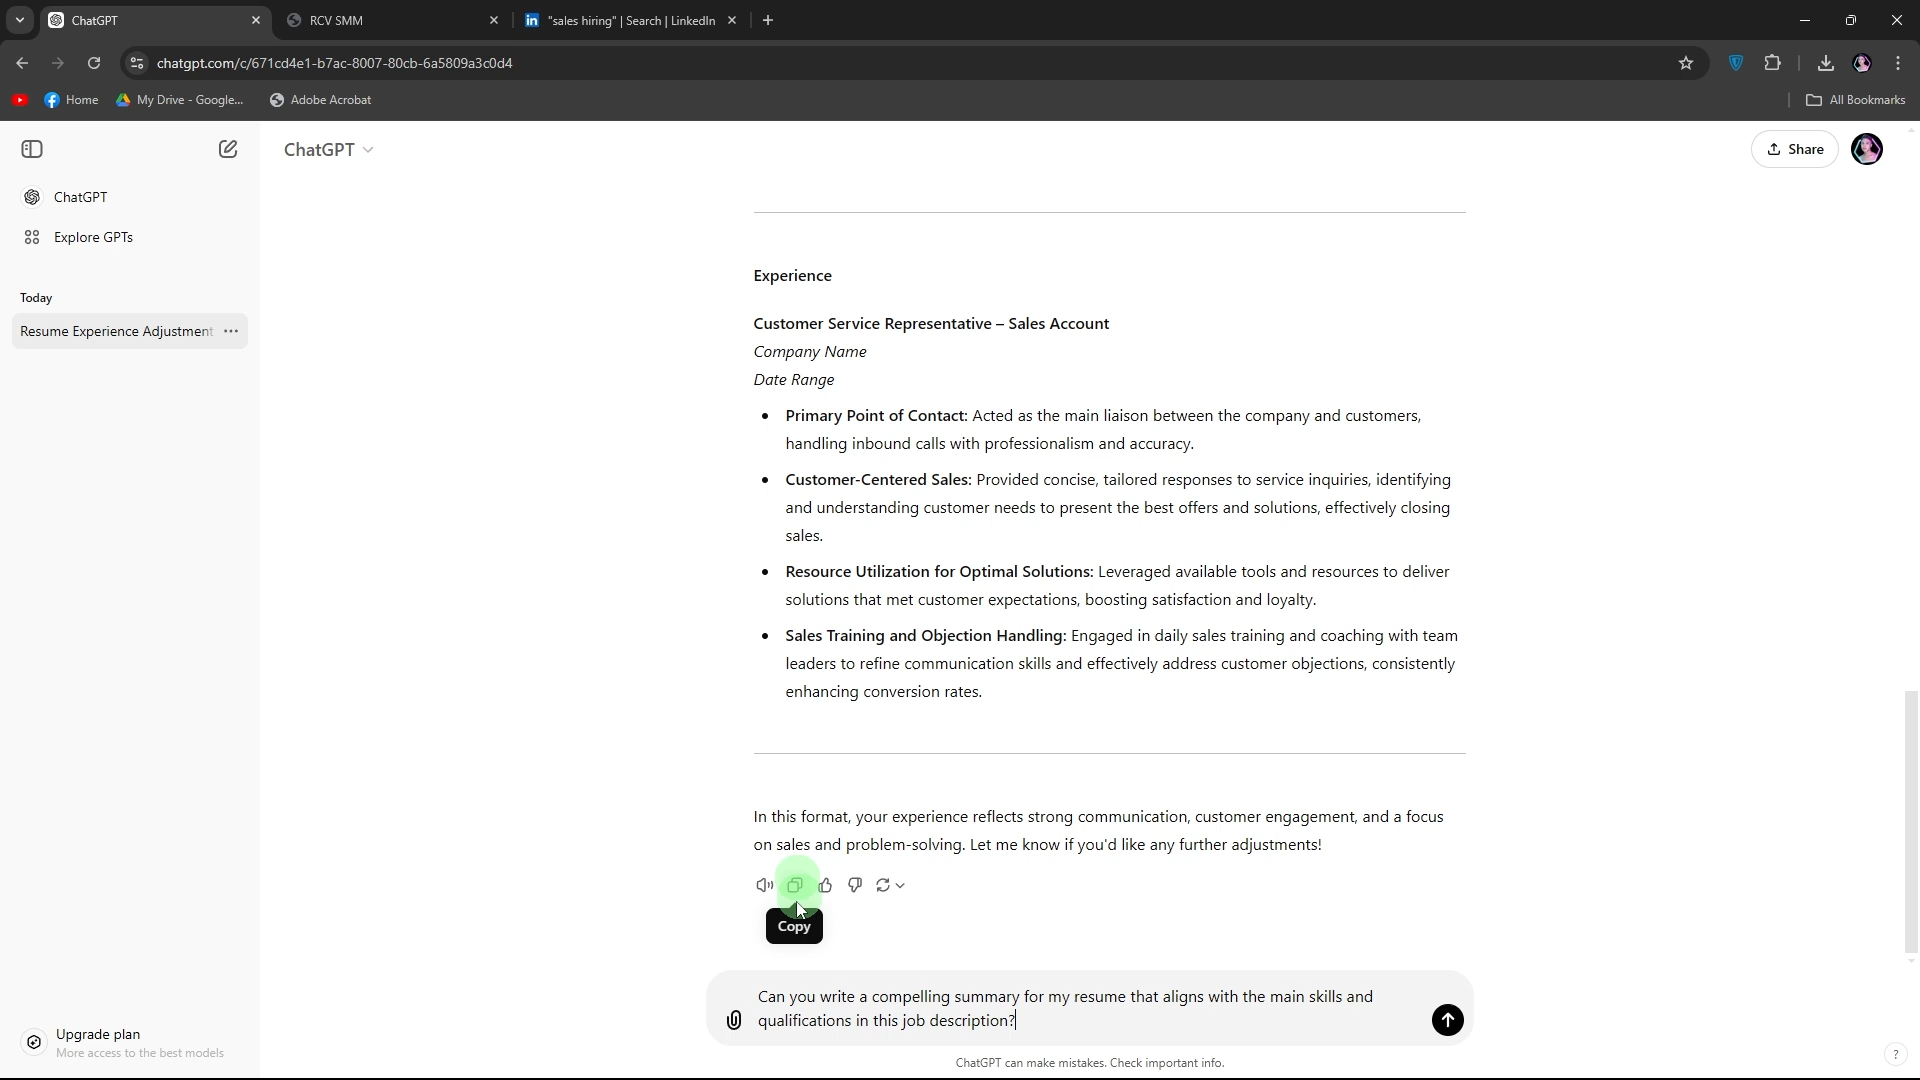 ChatGPT
RCV SMM
"sales hiring" | Search | LinkedIn
chatgpt.com/c/671cd4e1-b7ac-8007-80cb-6a5809a3c0d4
Home
My Drive - Google...
Adobe Acrobat
All Bookmarks
ChatGPT
Share
ChatGPT
Explore GPTs
Today
Resume Experience Adjustment
Experience
Customer Service Representative – Sales Account
Company Name
Date Range
Primary Point of Contact: Acted as the main liaison between the company and customers,
handling inbound calls with professionalism and accuracy.
Customer-Centered Sales: Provided concise, tailored responses to service inquiries, identifying
and understanding customer needs to present the best offers and solutions, effectively closing
sales.
Resource Utilization for Optimal Solutions: Leveraged available tools and resources to deliver
solutions that met customer expectations, boosting satisfaction and loyalty.
Sales Training and Objection Handling: Engaged in daily sales training and coaching with team
leaders to refine communication skills and effectively address customer objections, consistently
enhancing conversion rates.
In this format, your experience reflects strong communication, customer engagement, and a focus
on sales and problem-solving. Let me know if you'd like any further adjustments!
Copy
Can you write a compelling summary for my resume that aligns with the main skills and
qualifications in this job description?
Upgrade plan
More access to the best models
ChatGPT can make mistakes. Check important info.
?